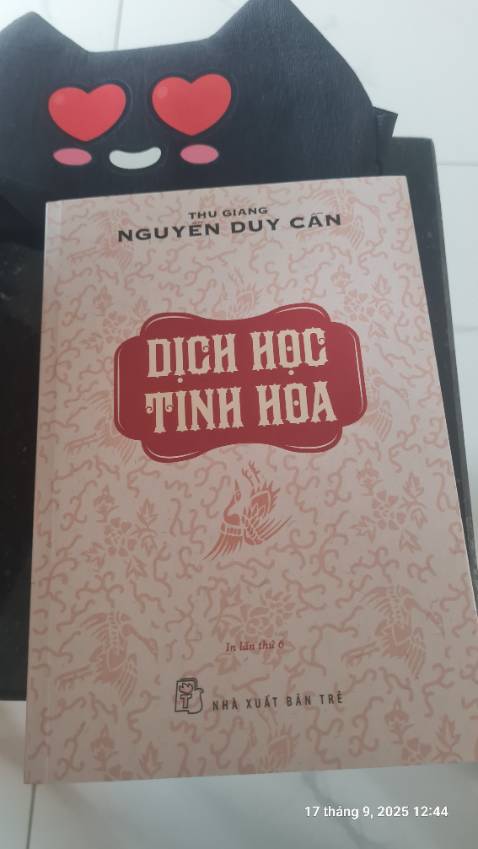 THU GIANG
NGUYỄN DUY CẦN
DỊCH HỌC
TINH HOA
In lần thứ 6
NHÀ XUẤT BẢN TRẺ
17 tháng 9, 2025 12:44